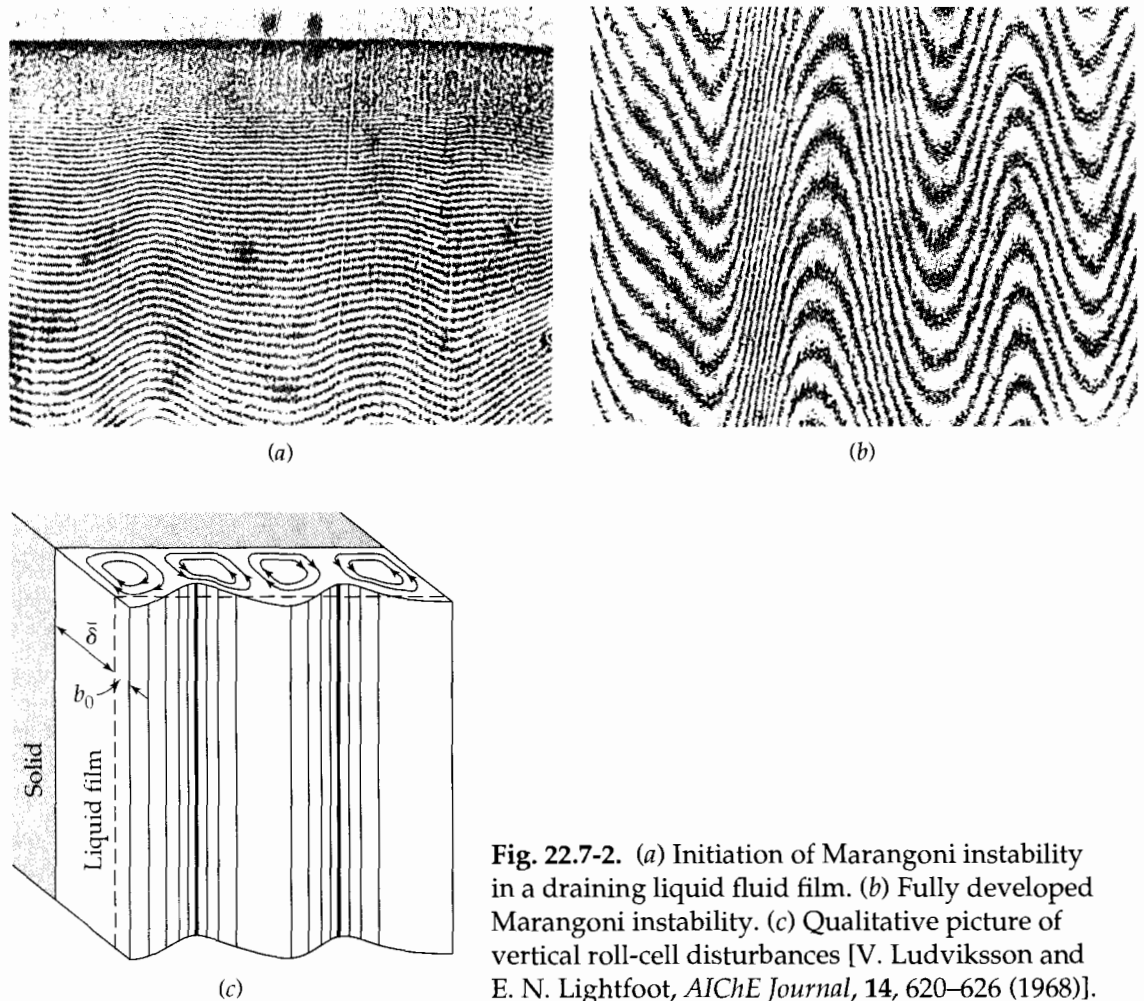 (a)
(b)
Solid
Liquid film
δ̄
b₀
(c)
Fig. 22.7-2. (a) Initiation of Marangoni instability
in a draining liquid fluid film. (b) Fully developed
Marangoni instability. (c) Qualitative picture of
vertical roll-cell disturbances [V. Ludviksson and
E. N. Lightfoot, AIChE Journal, 14, 620–626 (1968)].